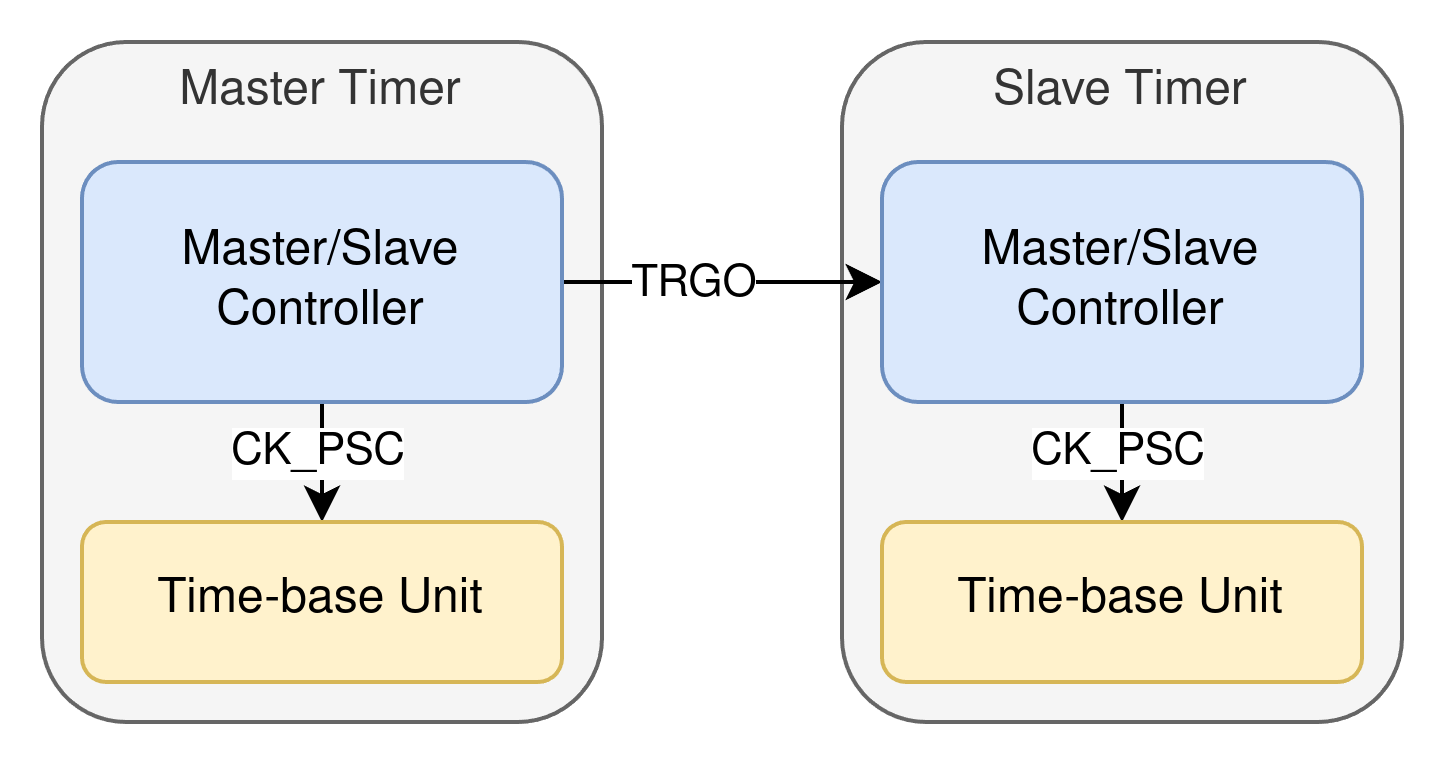 Master Timer
Master/Slave
Controller
CK_PSC
Time-base Unit
TRGO
Slave Timer
Master/Slave
Controller
CK_PSC
Time-base Unit